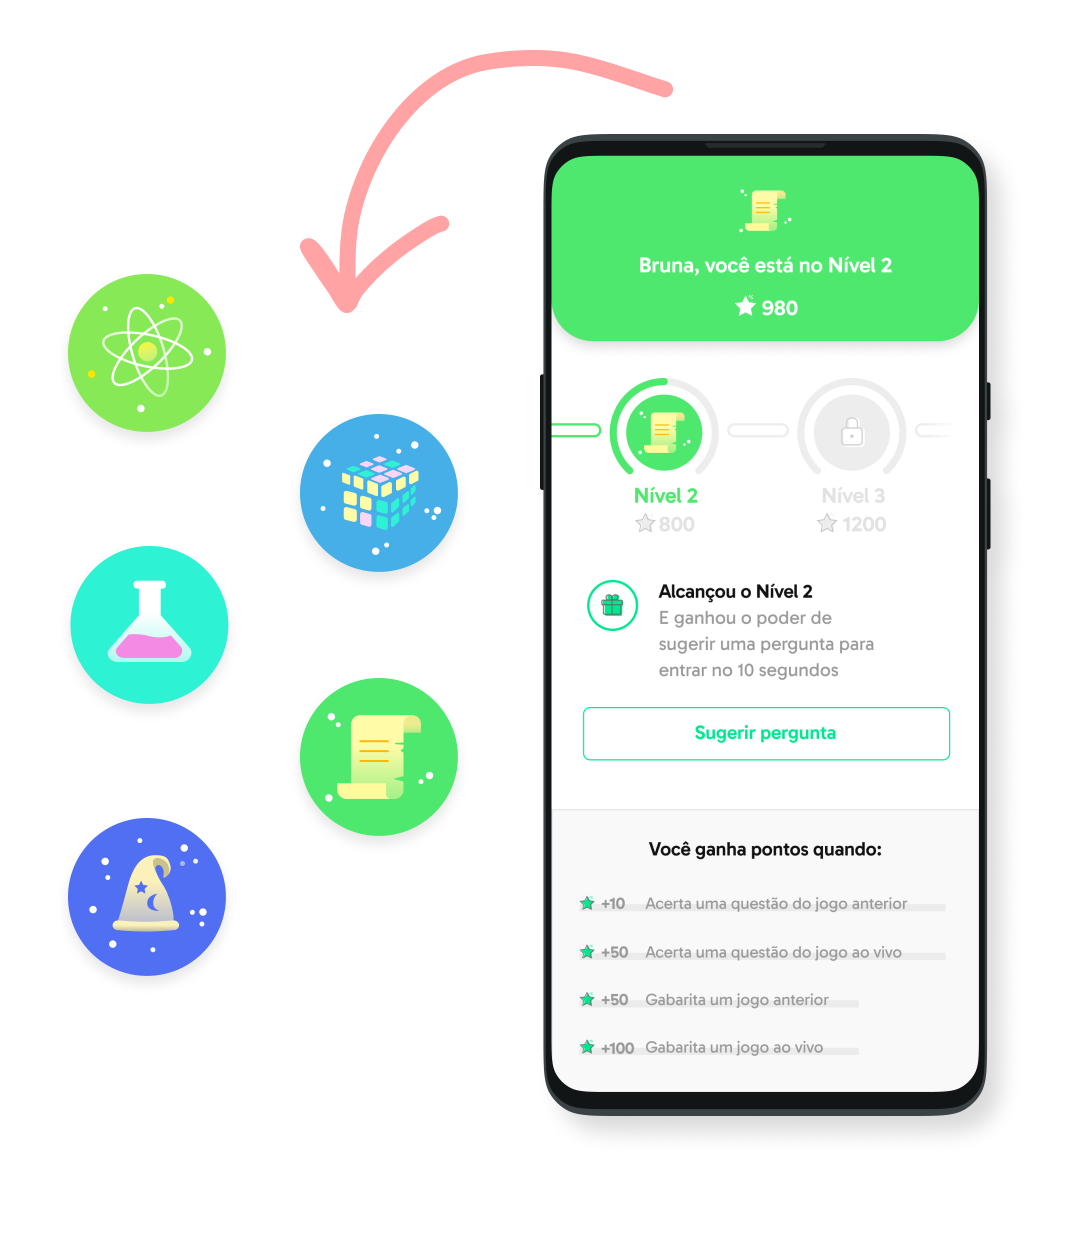 Bruna, você está no Nível 2
980
Nível 2
800
Nível 3
1200
Alcançou o Nível 2
E ganhou o poder de
sugerir uma pergunta para
entrar no 10 segundos
Sugerir pergunta
Você ganha pontos quando:
+10 Acerta uma questão do jogo anterior
+50 Acerta uma questão do jogo ao vivo
+50 Gabarita um jogo anterior
+100 Gabarita um jogo ao vivo